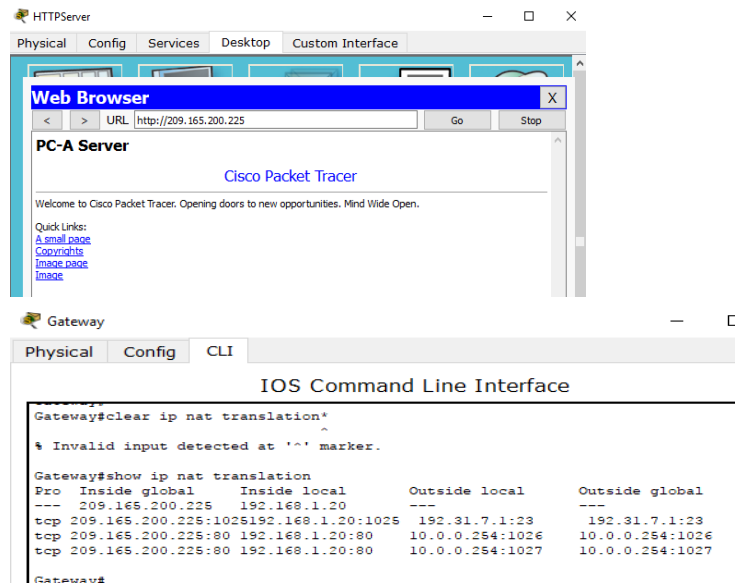 HTTPServer
Physical Config Services Desktop Custom Interface
Web Browser X
< > URL http://209.165.200.225 Go Stop
PC-A Server
Cisco Packet Tracer
Welcome to Cisco Packet Tracer. Opening doors to new opportunities. Mind Wide Open.
Quick Links:
A small page
Copyrights
Image page
Image
Gateway
Physical Config CLI
IOS Command Line Interface
Gateway#clear ip nat translation*
^
% Invalid input detected at '^' marker.
Gateway#show ip nat translation
Pro Inside global Inside local Outside local Outside global
--- 209.165.200.225 192.168.1.20 --- ---
tcp 209.165.200.225:1025192.168.1.20:1025 192.31.7.1:23 192.31.7.1:23
tcp 209.165.200.225:80 192.168.1.20:80 10.0.0.254:1026 10.0.0.254:1026
tcp 209.165.200.225:80 192.168.1.20:80 10.0.0.254:1027 10.0.0.254:1027
Gateway#